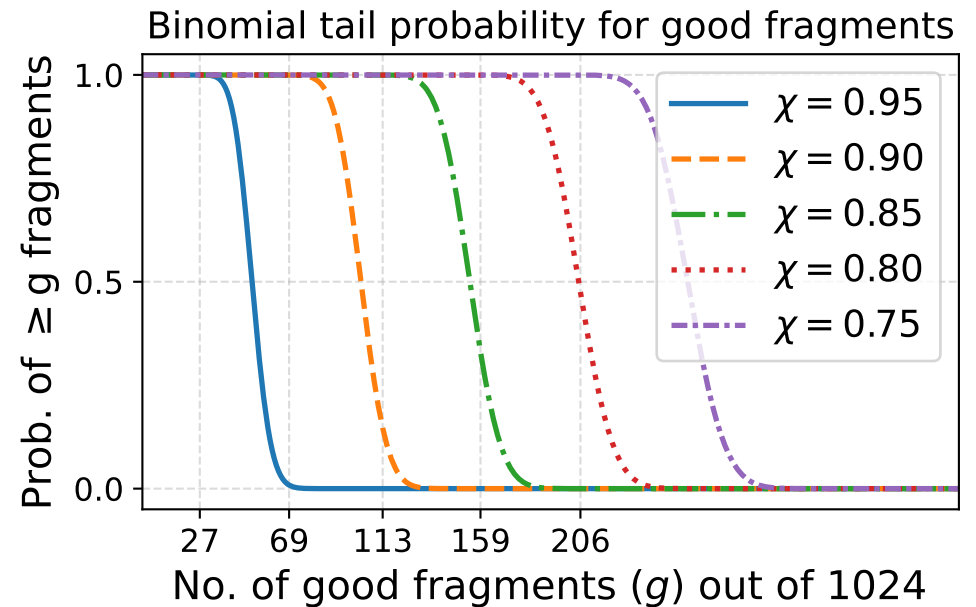 Binomial tail probability for good fragments
Prob. of ≥ g fragments
1.0
0.5
0.0
χ = 0.95
χ = 0.90
χ = 0.85
χ = 0.80
χ = 0.75
27 69 113 159 206
No. of good fragments (g) out of 1024